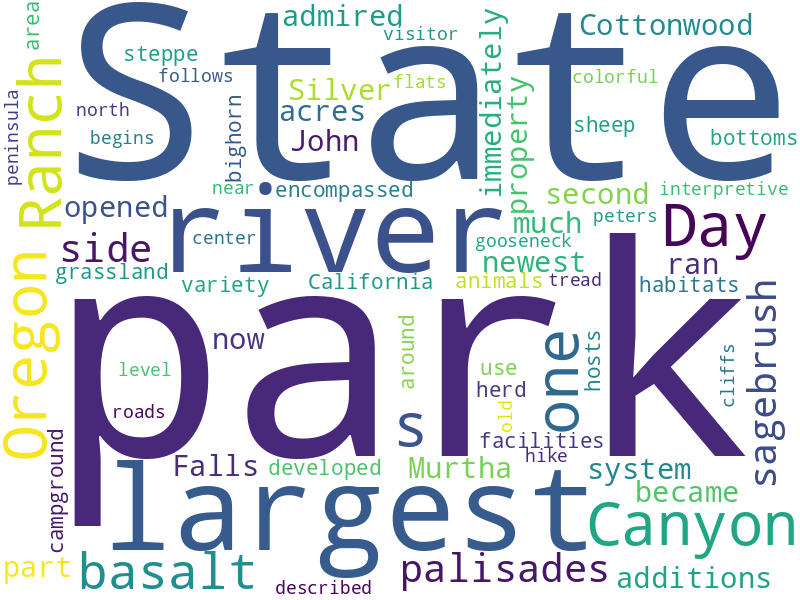 State
park
river
largest
Oregon
Ranch
Canyon
Day
one
basalt
palisades
sagebrush
side
s
admired
visitor
Cottonwood
steppe
follows
Silver
flats
immediately
colorful
area
north
bighorn
acres
property
sheep
begins
John
bottoms
peninsula
near
encompassed
second
interpretive
opened
much
peters
center
gooseneck
newest
ran
grassland
variety
California
animals
tread
habitats
now
around
level
use
hosts
cliffs
roads
herd
old
facilities
hike
campground
Falls
developed
Murtha
system
became
part
described
additions